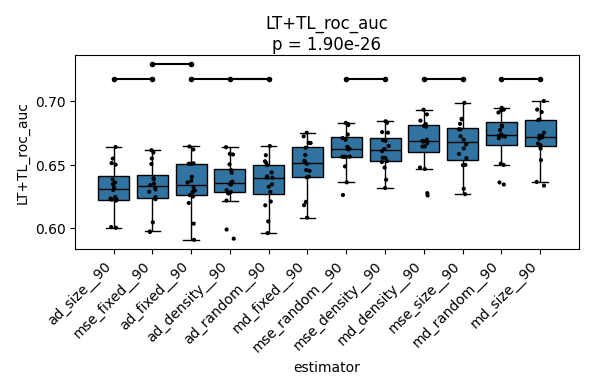 LT+TL_roc_auc
p = 1.90e-26
LT+TL_roc_auc
0.70
0.65
0.60
ad_size__90
mse_fixed__90
ad_fixed__90
ad_density__90
ad_random__90
md_fixed__90
mse_random__90
mse_density__90
md_density__90
mse_size__90
md_random__90
md_size__90
estimator